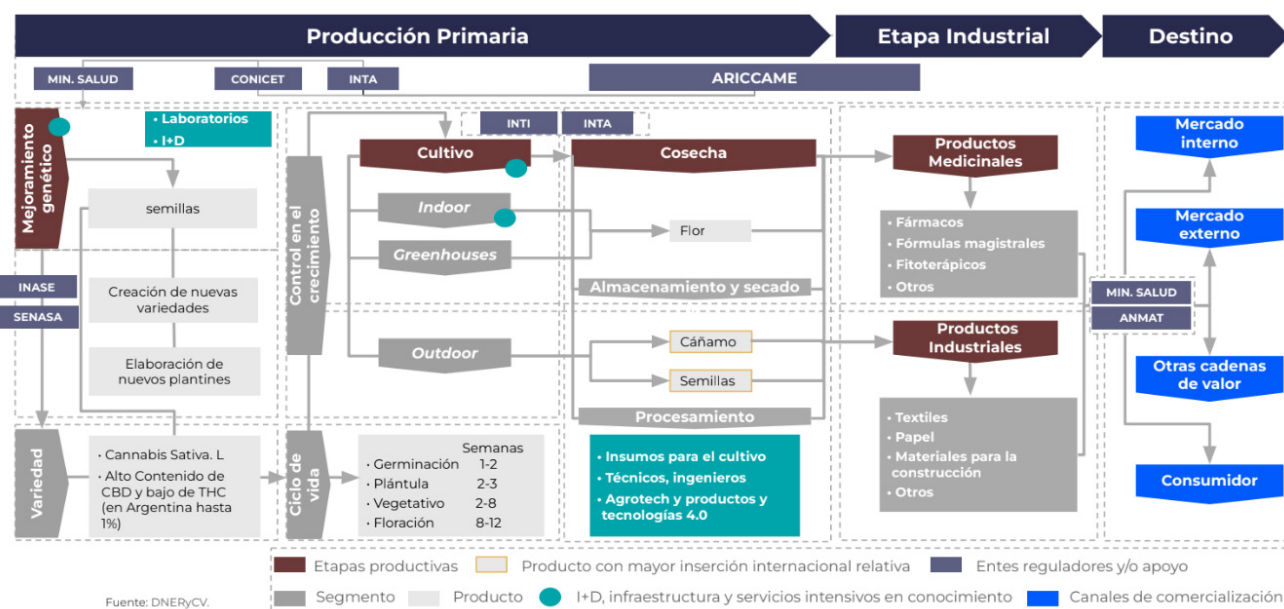 Producción Primaria
Etapa Industrial
Destino
MIN. SALUD
CONICET
INTA
ARICCAME
Mejoramiento
genético
• Laboratorios
• I+D
semillas
INASE
SENASA
Creación de nuevas
variedades
Elaboración de
nuevos plantines
Variedad
• Cannabis Sativa. L
• Alto Contenido de
CBD y bajo de THC
(en Argentina hasta
1%)
Control en el
crecimiento
INTI
INTA
Cultivo
Indoor
Greenhouses
Outdoor
Ciclo de
vida
Semanas
• Germinación 1-2
• Plántula 2-3
• Vegetativo 2-8
• Floración 8-12
Cosecha
Flor
Almacenamiento y secado
Cáñamo
Semillas
Procesamiento
• Insumos para el cultivo
• Técnicos, ingenieros
• Agrotech y productos y
tecnologías 4.0
Productos
Medicinales
• Fármacos
• Fórmulas magistrales
• Fitoterápicos
• Otros
Productos
Industriales
• Textiles
• Papel
• Materiales para la
construcción
• Otros
MIN. SALUD
ANMAT
Mercado
interno
Mercado
externo
Otras cadenas
de valor
Consumidor
Etapas productivas
Producto con mayor inserción internacional relativa
Entes reguladores y/o apoyo
Segmento
Producto
I+D, infraestructura y servicios intensivos en conocimiento
Canales de comercialización
Fuente: DNERyCV.